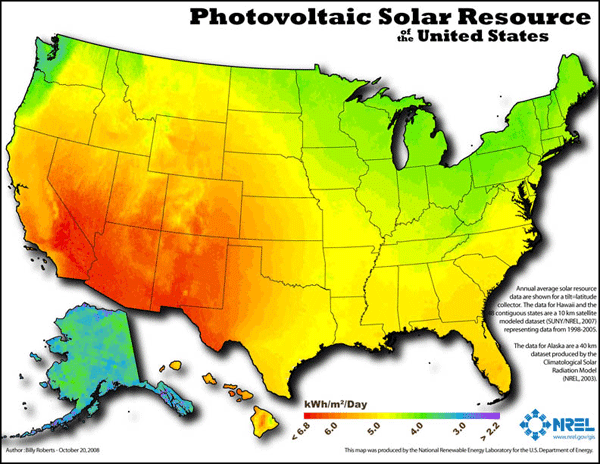 Photovoltaic Solar Resource
of the United States
Annual average solar resource
data are shown for a tilt=latitude
collector. The data for Hawaii and the
48 contiguous states are a 10 km satellite
modeled dataset (SUNY/NREL, 2007)
representing data from 1998-2005.
The data for Alaska are a 40 km
dataset produced by the
Climatological Solar
Radiation Model
(NREL, 2003).
kWh/m²/Day
< 6.8 6.0 5.0 4.0 3.0 > 2.2
NREL
www.nrel.gov/gis
Author : Billy Roberts - October 20, 2008
This map was produced by the National Renewable Energy Laboratory for the U.S. Department of Energy.